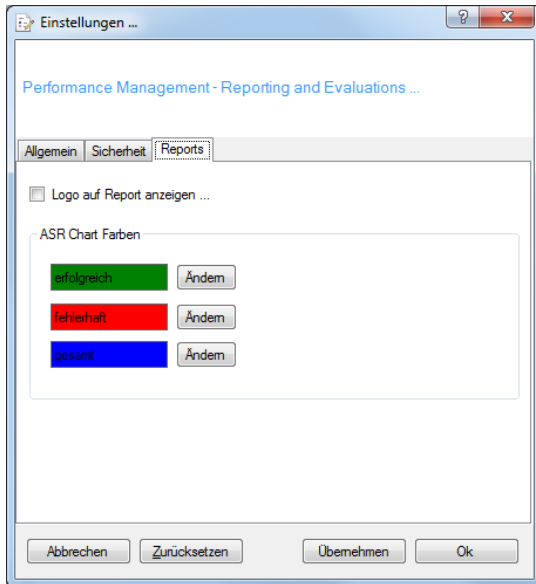 Einstellungen ...
Performance Management - Reporting and Evaluations ...
Allgemein Sicherheit Reports
Logo auf Report anzeigen ...
ASR Chart Farben
erfolgreich Ändern
fehlerhaft Ändern
gesamt Ändern
Abbrechen Zurücksetzen Übernehmen Ok